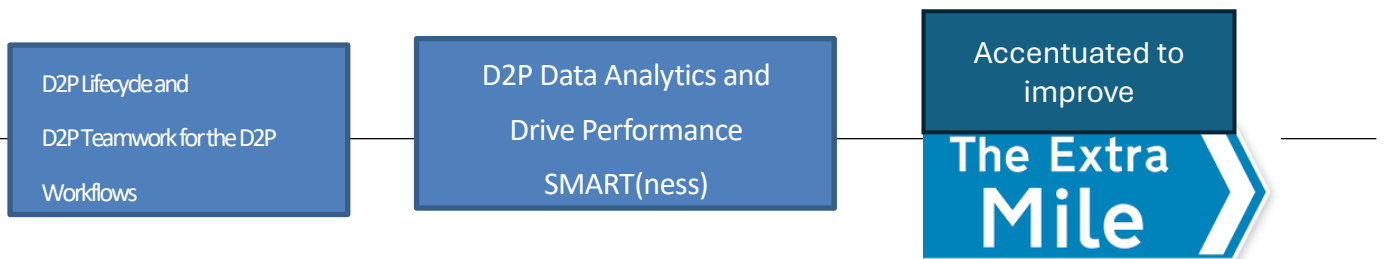 D2P Lifecycle and
D2P Teamwork for the D2P
Workflows
D2P Data Analytics and
Drive Performance
SMART(ness)
Accentuated to
improve
The Extra
Mile